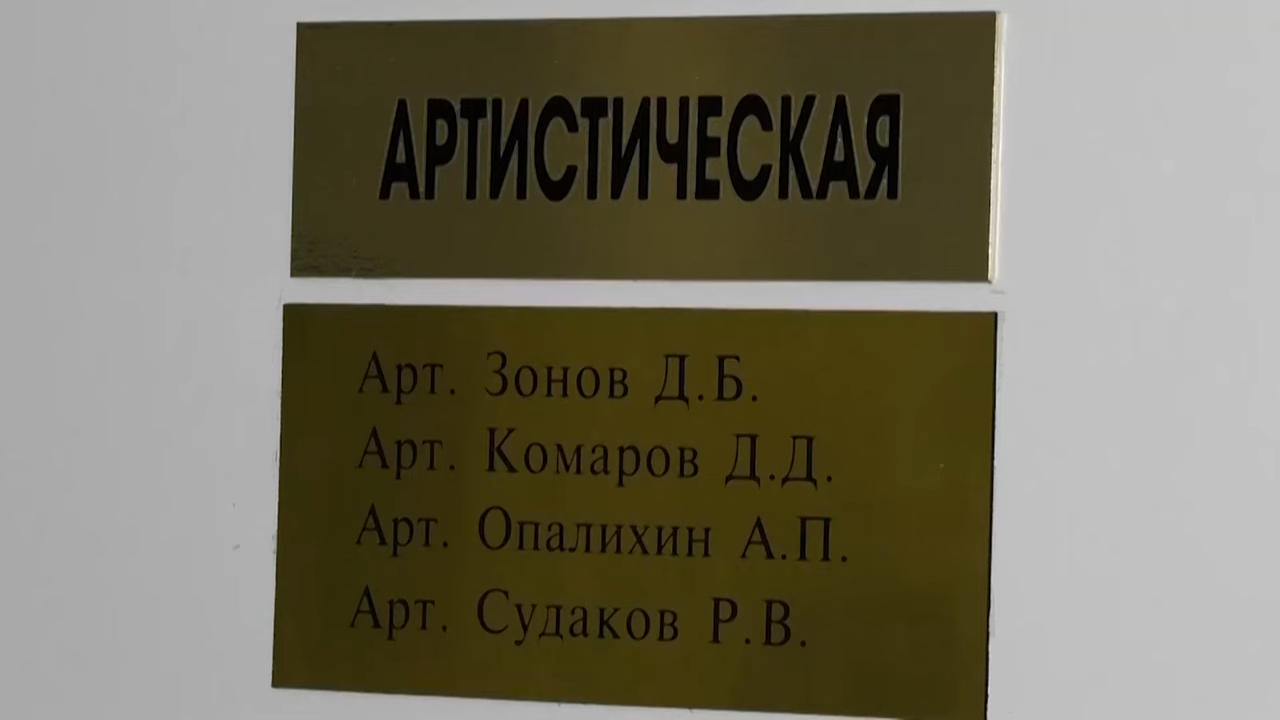 АРТИСТИЧЕСКАЯ
Арт. Зонов Д.Б.
Арт. Комаров Д.Д.
Арт. Опалихин А.П.
Арт. Судаков Р.В.